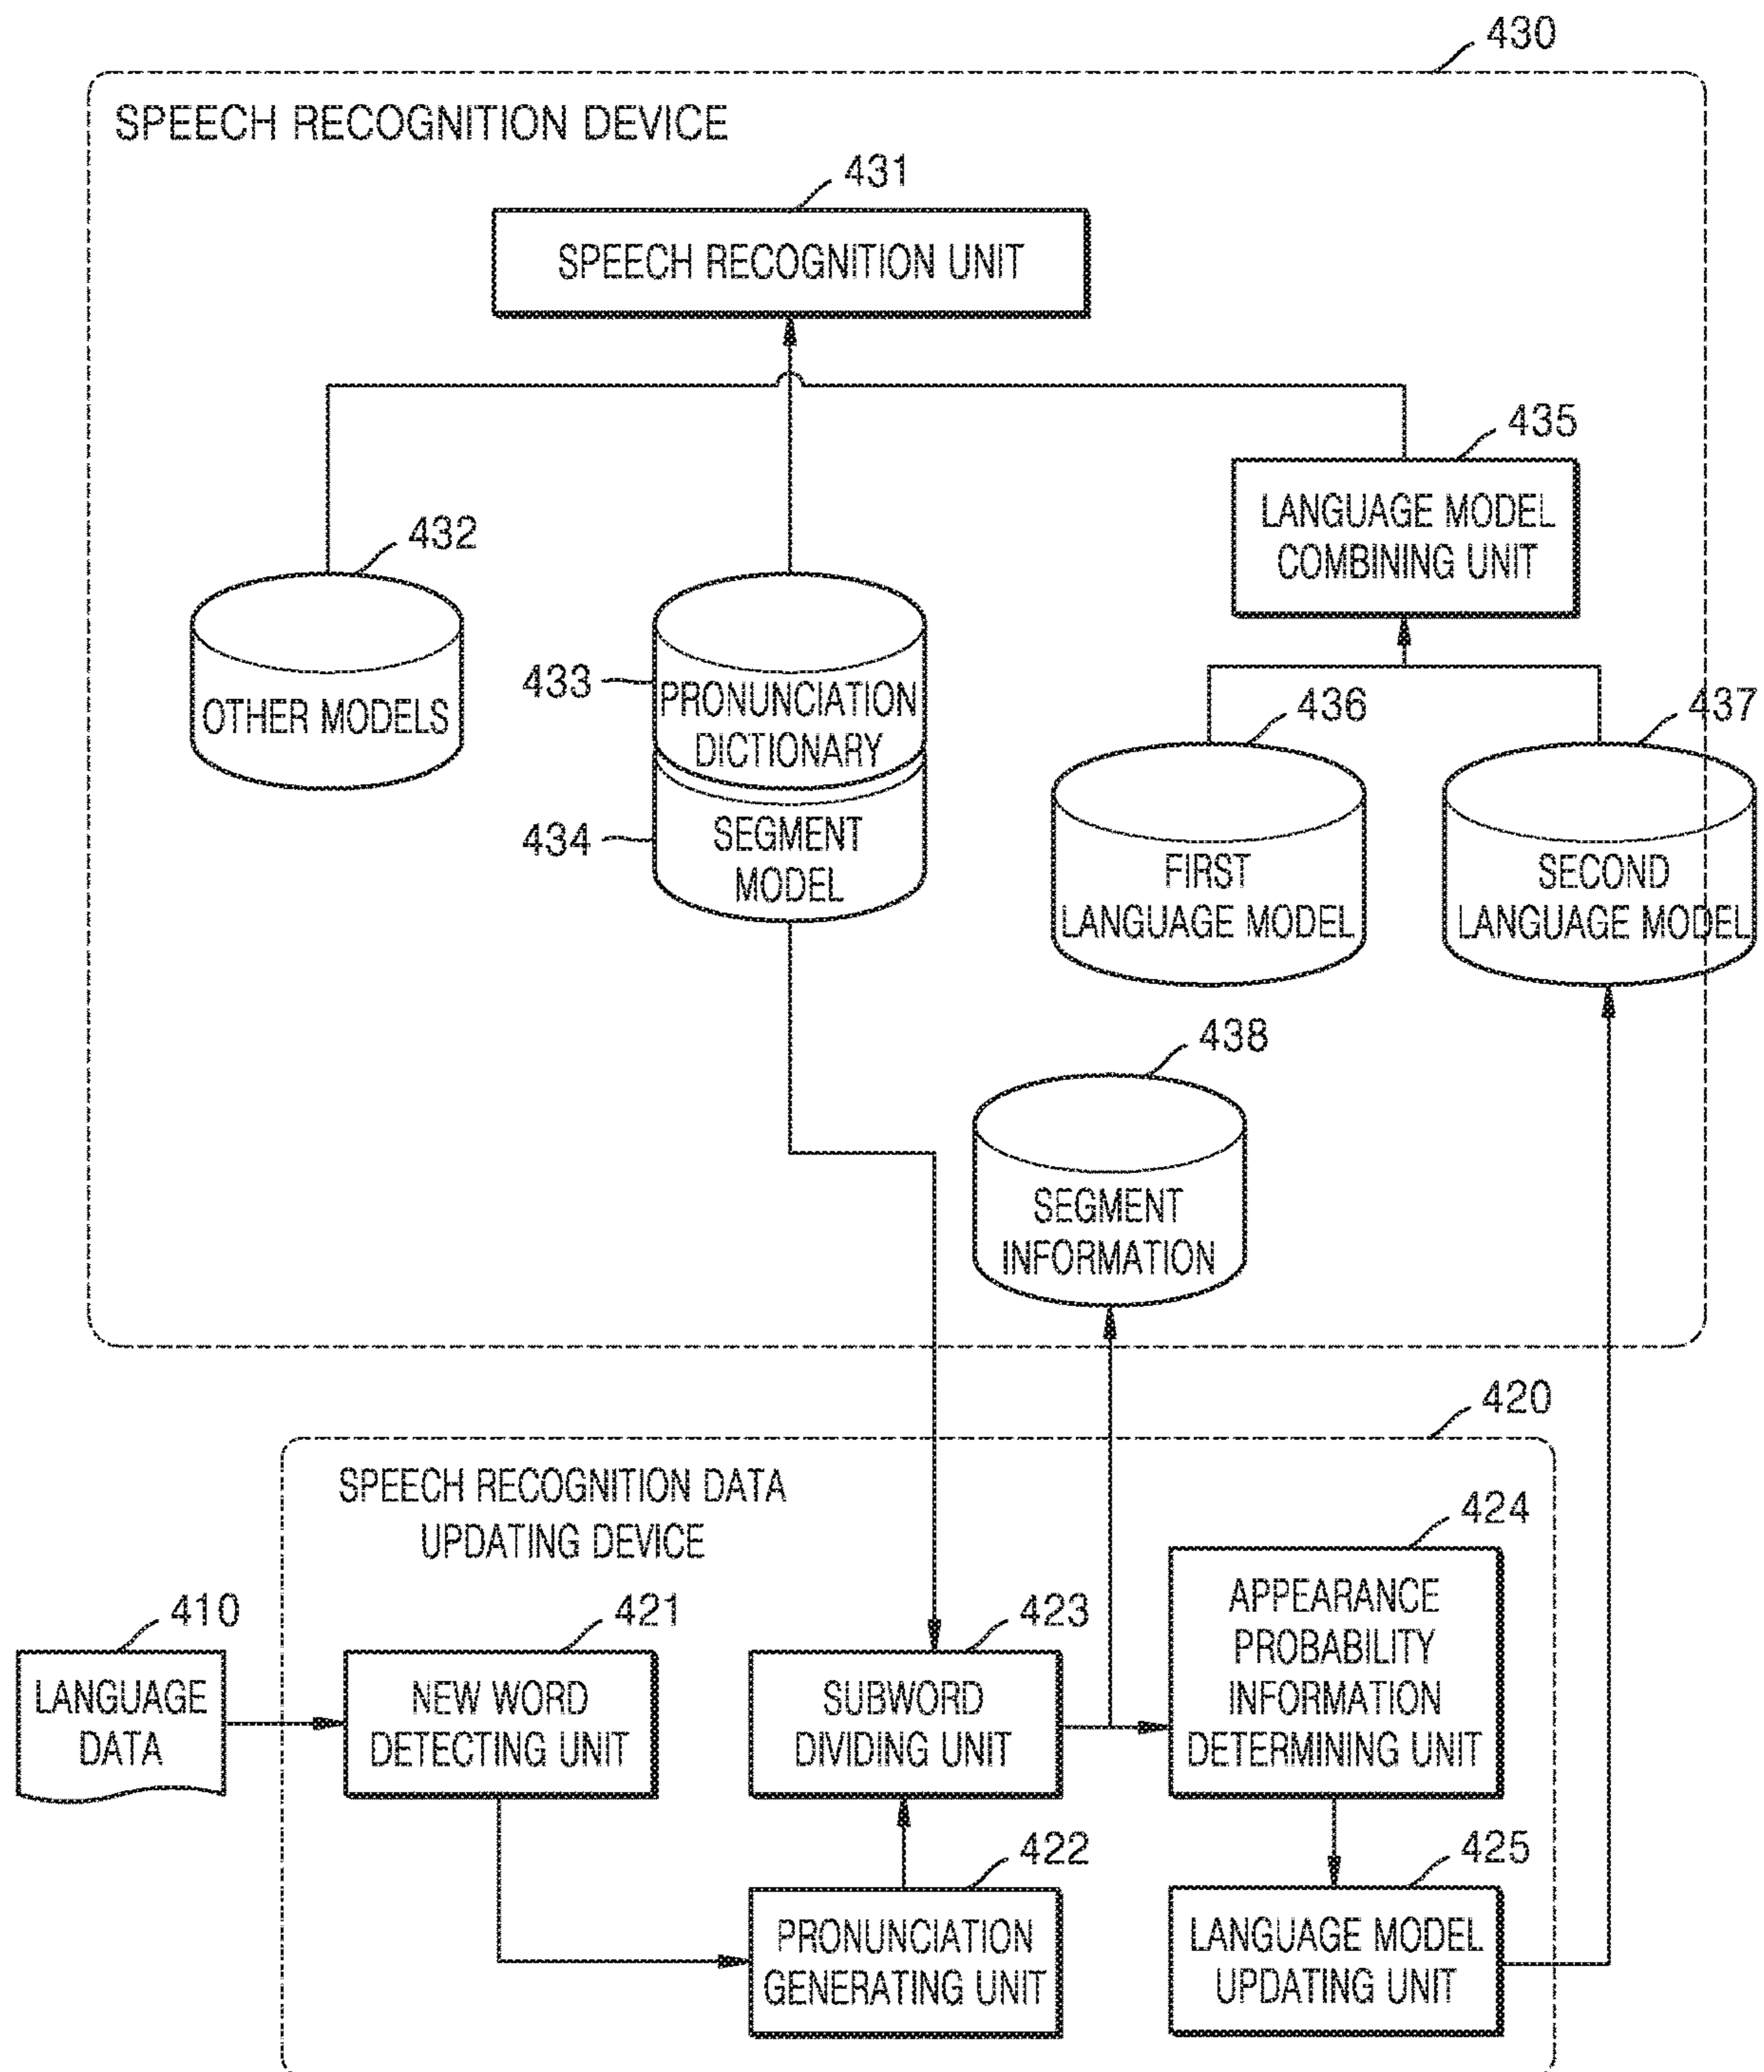 430
SPEECH RECOGNITION DEVICE
431
SPEECH RECOGNITION UNIT
435
LANGUAGE MODEL
COMBINING UNIT
432
OTHER MODELS
433
PRONUNCIATION
DICTIONARY
434
SEGMENT
MODEL
436
FIRST
LANGUAGE MODEL
437
SECOND
LANGUAGE MODEL
438
SEGMENT
INFORMATION
420
SPEECH RECOGNITION DATA
UPDATING DEVICE
410
LANGUAGE
DATA
421
NEW WORD
DETECTING UNIT
423
SUBWORD
DIVIDING UNIT
424
APPEARANCE
PROBABILITY
INFORMATION
DETERMINING UNIT
422
PRONUNCIATION
GENERATING UNIT
425
LANGUAGE MODEL
UPDATING UNIT